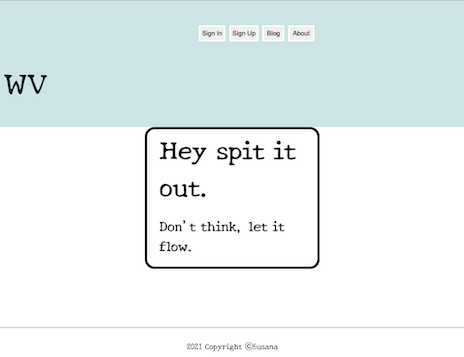 Sign In Sign Up Blog About
WV
Hey spit it
out.
Don't think, let it
flow.
2021 Copyright ©Susana